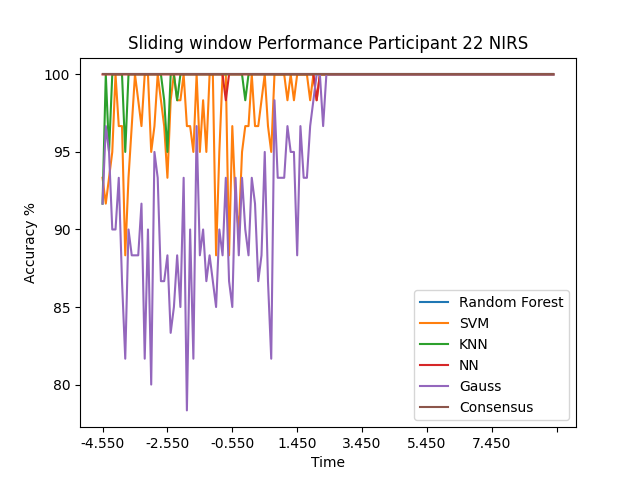 Sliding window Performance Participant 22 NIRS
100
95
90
85
80
Accuracy %
-4.550 -2.550 -0.550 1.450 3.450 5.450 7.450
Time
Random Forest
SVM
KNN
NN
Gauss
Consensus